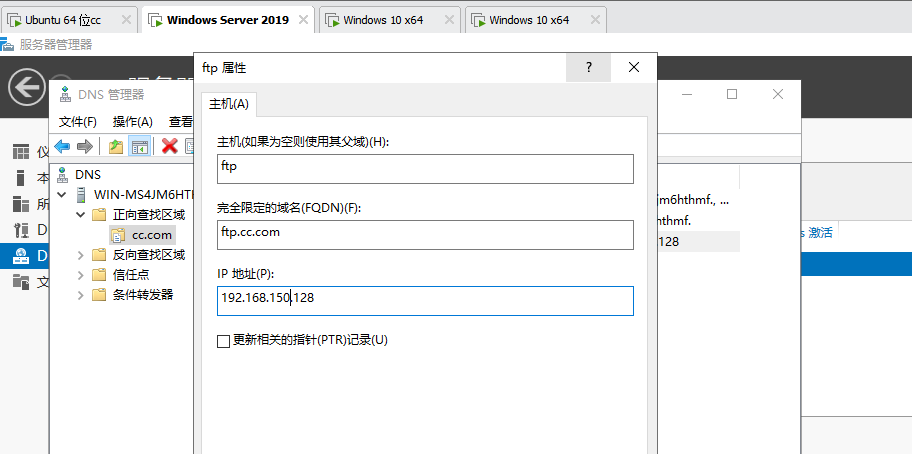 Ubuntu 64 位cc
Windows Server 2019
Windows 10 x64
Windows 10 x64
服务器管理器
ftp 属性
?
DNS 管理器
主机(A)
文件(F) 操作(A) 查看
主机(如果为空则使用其父域)(H):
ftp
DNS
WIN-MS4JM6HTH
正向查找区域
cc.com
反向查找区域
信任点
条件转发器
完全限定的域名(FQDN)(F):
ftp.cc.com
IP 地址(P):
192.168.150.128
更新相关的指针(PTR)记录(U)
jm6hthmf., ...
hthmf.
128
激活
仪
本
所
D
D
文